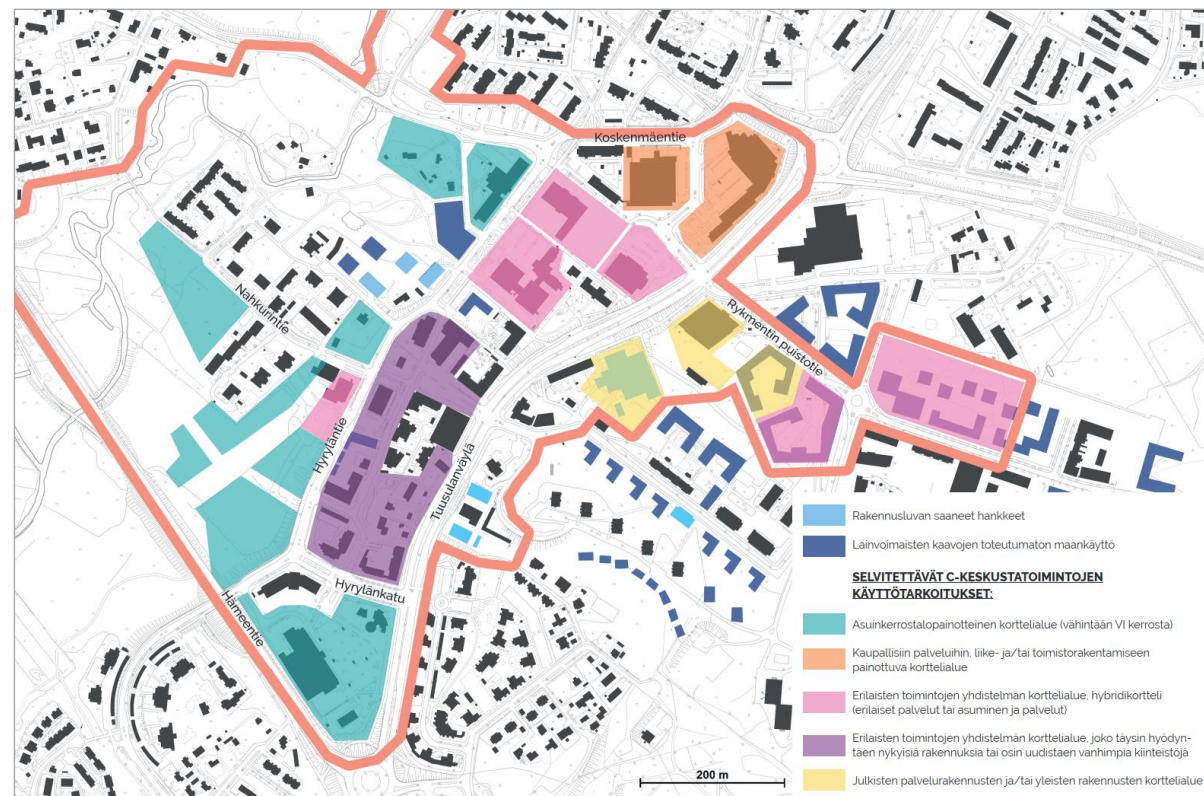 Koskenmäentie
Nahkurintie
Rykmentin puistotie
Hyryläntie
Tuusulanväylä
Hyrylänkatu
Hämeentie
Rakennusluvan saaneet hankkeet
Lainvoimaisten kaavojen toteutumaton maankäyttö
SELVITETTÄVÄT C-KESKUSTATOIMINTOJEN
KÄYTTÖTARKOITUKSET:
Asuinkerrostalopainotteinen korttelialue (vähintään VI kerrosta)
Kaupallisiin palveluihin, liike- ja/tai toimistorakentamiseen
painottuva korttelialue
Erilaisten toimintojen yhdistelmän korttelialue, hybridikortteli
(erilaiset palvelut tai asuminen ja palvelut)
Erilaisten toimintojen yhdistelmän korttelialue, joko täysin hyödyn-
täen nykyisiä rakennuksia tai osin uudistaen vanhimpia kiinteistöjä
Julkisten palvelurakennusten ja/tai yleisten rakennusten korttelialue
200 m